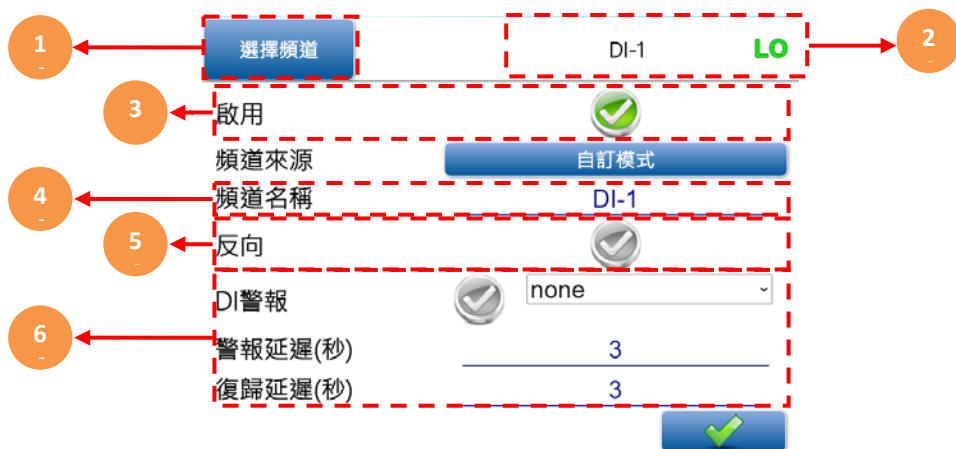 1
選擇頻道
DI-1
LO
2
3
啟用
頻道來源
自訂模式
4
頻道名稱
DI-1
5
反向
6
DI警報
none
警報延遲(秒)
3
復歸延遲(秒)
3